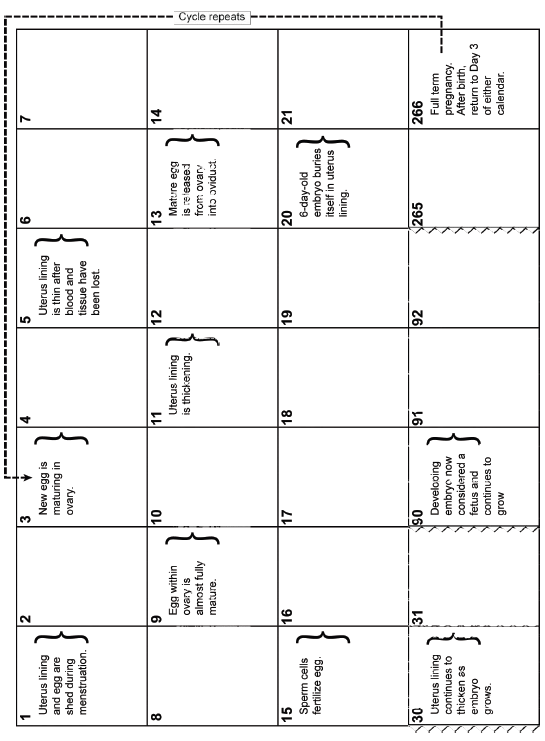 Cycle repeats
1
Uterus lining
and egg are
shed during
menstruation.
2
3
New egg is
maturing in
ovary.
4
5
Uterus lining
is thin after
blood and
tissue have
been lost.
6
7
8
9
Egg within
ovary is
almost fully
mature.
10
11
Uterus lining
is thickening.
12
13
Mature egg
is released
from ovary
into oviduct.
14
15
Sperm cells
fertilize egg.
16
17
18
19
20
6-day-old
embryo buries
itself in uterus
lining.
21
30
Uterus lining
continues to
thicken as
embryo
grows.
31
90
Developing
embryo now
considered a
fetus and
continues to
grow
91
92
265
266
Full term
pregnancy.
After birth,
return to Day 3
of either
calendar.